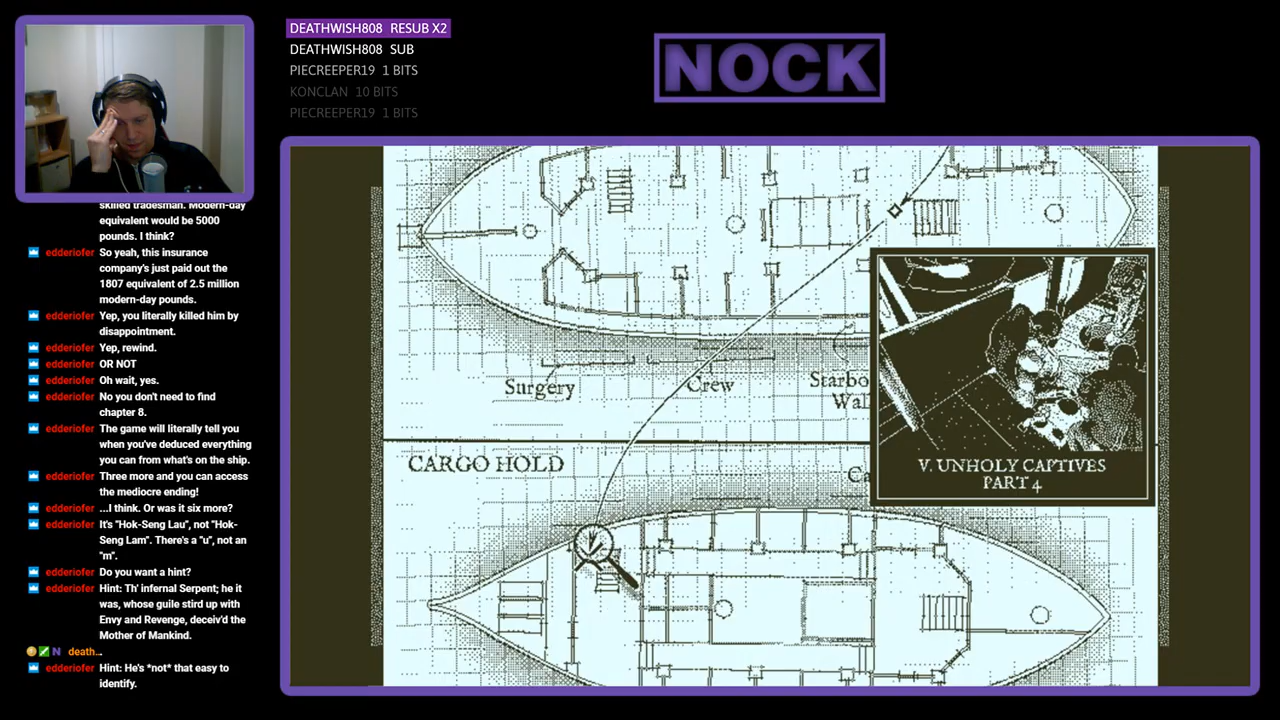 DEATHWISH808 RESUB X2
DEATHWISH808 SUB
PIECREEPER19 1 BITS
KONCLAN 10 BITS
PIECREEPER19 1 BITS
NOCK
skilled tradesman. Modern-day
equivalent would be 5000
pounds. I think?
edderiofer So yeah, this insurance
company's just paid out the
1807 equivalent of 2.5 million
modern-day pounds.
edderiofer Yep, you literally killed him by
disappointment.
edderiofer Yep, rewind.
edderiofer OR NOT
edderiofer Oh wait, yes.
edderiofer No you don't need to find
chapter 8.
edderiofer The game will literally tell you
when you've deduced everything
you can from what's on the ship.
edderiofer Three more and you can access
the mediocre ending!
edderiofer ...I think. Or was it six more?
edderiofer It's "Hok-Seng Lau", not "Hok-
Seng Lam". There's a "u", not an
"m".
edderiofer Do you want a hint?
edderiofer Hint: Th' infernal Serpent; he it
was, whose guile stird up with
Envy and Revenge, deceiv'd the
Mother of Mankind.
N death...
edderiofer Hint: He's *not* that easy to
identify.
Surgery
Crew
Starbo
Wal
CARGO HOLD
Ca
V. UNHOLY CAPTIVES
PART 4